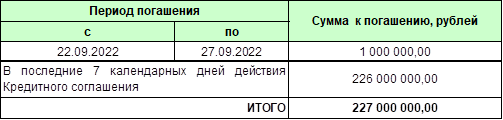 Период погашения
Сумма к погашению, рублей
с
по
22.09.2022
27.09.2022
1 000 000,00
В последние 7 календарных дней действия
Кредитного соглашения
226 000 000,00
ИТОГО
227 000 000,00